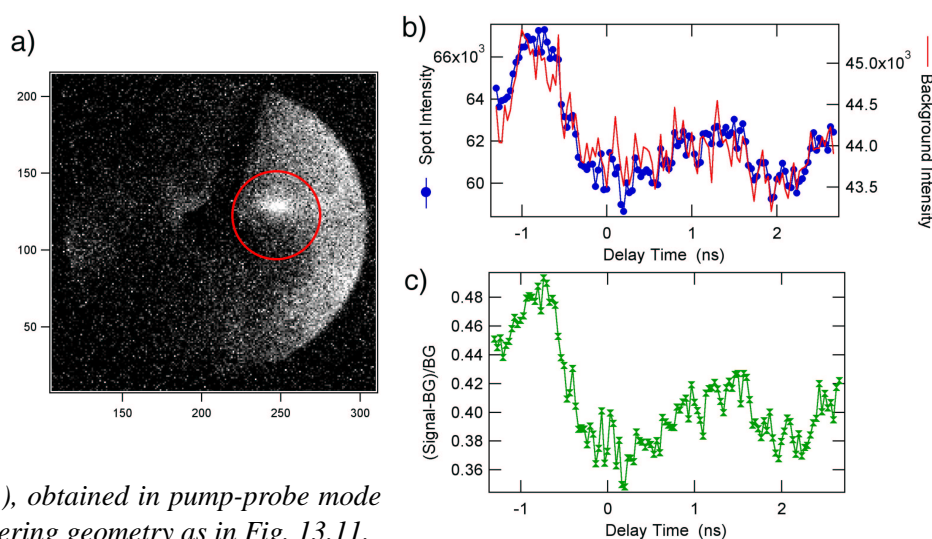 a)
200
150
100
50
150
200
250
300
b)
Spot Intensity
66x10³
64
62
60
45.0x10³
44.5
44.0
43.5
Background Intensity
-1
0
1
2
Delay Time (ns)
c)
(Signal-BG)/BG
0.48
0.46
0.44
0.42
0.40
0.38
0.36
-1
0
1
2
Delay Time (ns)
), obtained in pump-probe mode
ering geometry as in Fig. 13.11.